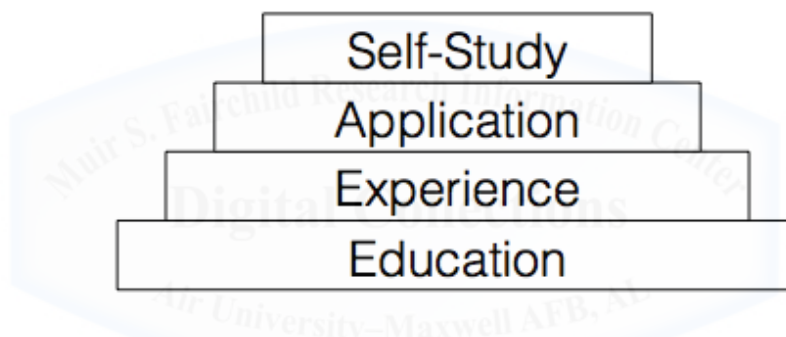 Self-Study
Muir S. Fairchild Research Information Center
Application
Experience
Digital Collections
Education
Air University–Maxwell AFB, AL